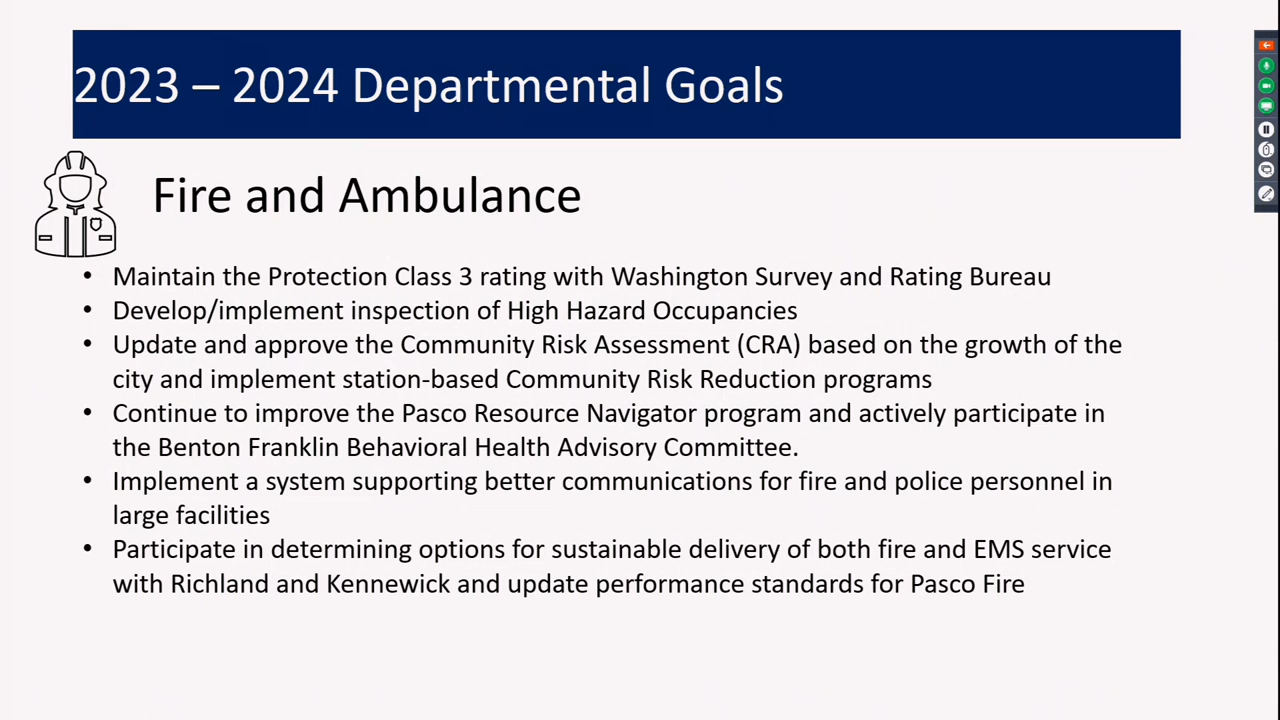 2023 – 2024 Departmental Goals
Fire and Ambulance
• Maintain the Protection Class 3 rating with Washington Survey and Rating Bureau
• Develop/implement inspection of High Hazard Occupancies
• Update and approve the Community Risk Assessment (CRA) based on the growth of the
city and implement station-based Community Risk Reduction programs
• Continue to improve the Pasco Resource Navigator program and actively participate in
the Benton Franklin Behavioral Health Advisory Committee.
• Implement a system supporting better communications for fire and police personnel in
large facilities
• Participate in determining options for sustainable delivery of both fire and EMS service
with Richland and Kennewick and update performance standards for Pasco Fire